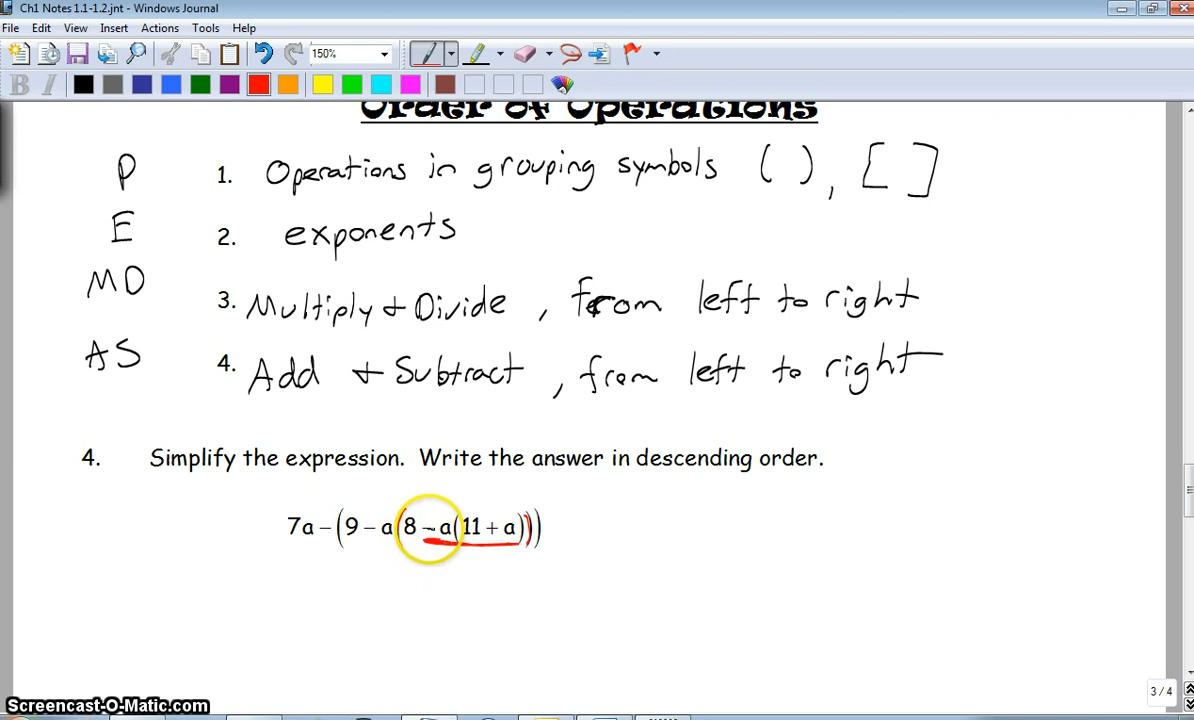 Ch1 Notes 1.1-1.2.jnt - Windows Journal
File Edit View Insert Actions Tools Help
150%
B I
Order of Operations
P 1. Operations in grouping symbols ( ), [ ]
E 2. exponents
MD 3. Multiply + Divide, from left to right
AS 4. Add + Subtract, from left to right
4. Simplify the expression. Write the answer in descending order.
7a – (9 – a(8 – a(11 + a)))
3 / 4
Screencast-O-Matic.com